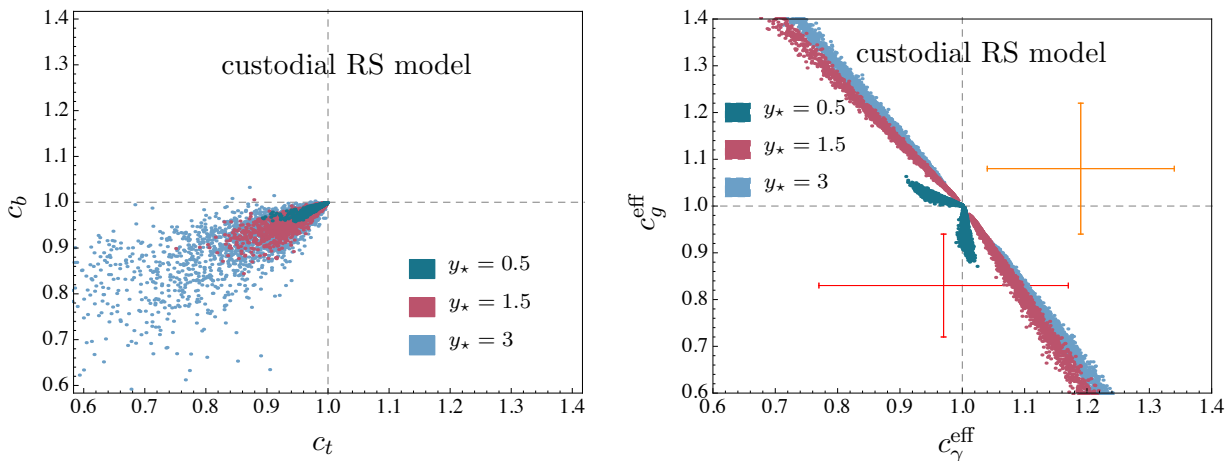 1.4
1.3
1.2
1.1
1.0
0.9
0.8
0.7
0.6
c_b
custodial RS model
y⋆ = 0.5
y⋆ = 1.5
y⋆ = 3
0.6 0.7 0.8 0.9 1.0 1.1 1.2 1.3 1.4
c_t
1.4
1.3
1.2
1.1
1.0
0.9
0.8
0.7
0.6
c_g^eff
custodial RS model
y⋆ = 0.5
y⋆ = 1.5
y⋆ = 3
0.6 0.7 0.8 0.9 1.0 1.1 1.2 1.3 1.4
c_γ^eff